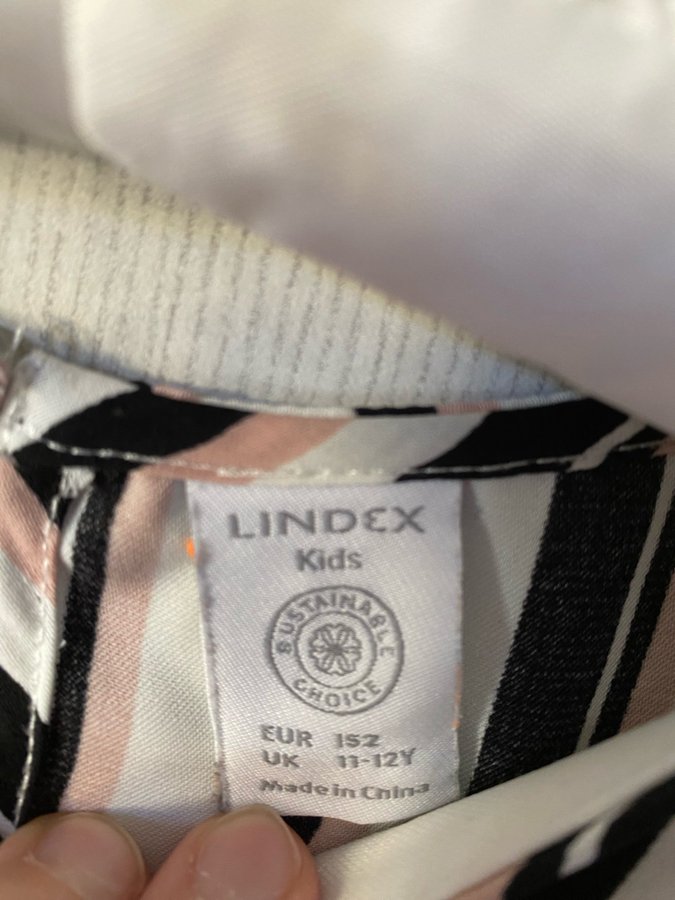 LINDEX
Kids
SUSTAINABLE
CHOICE
EUR 152
UK 11-12Y
Made in China